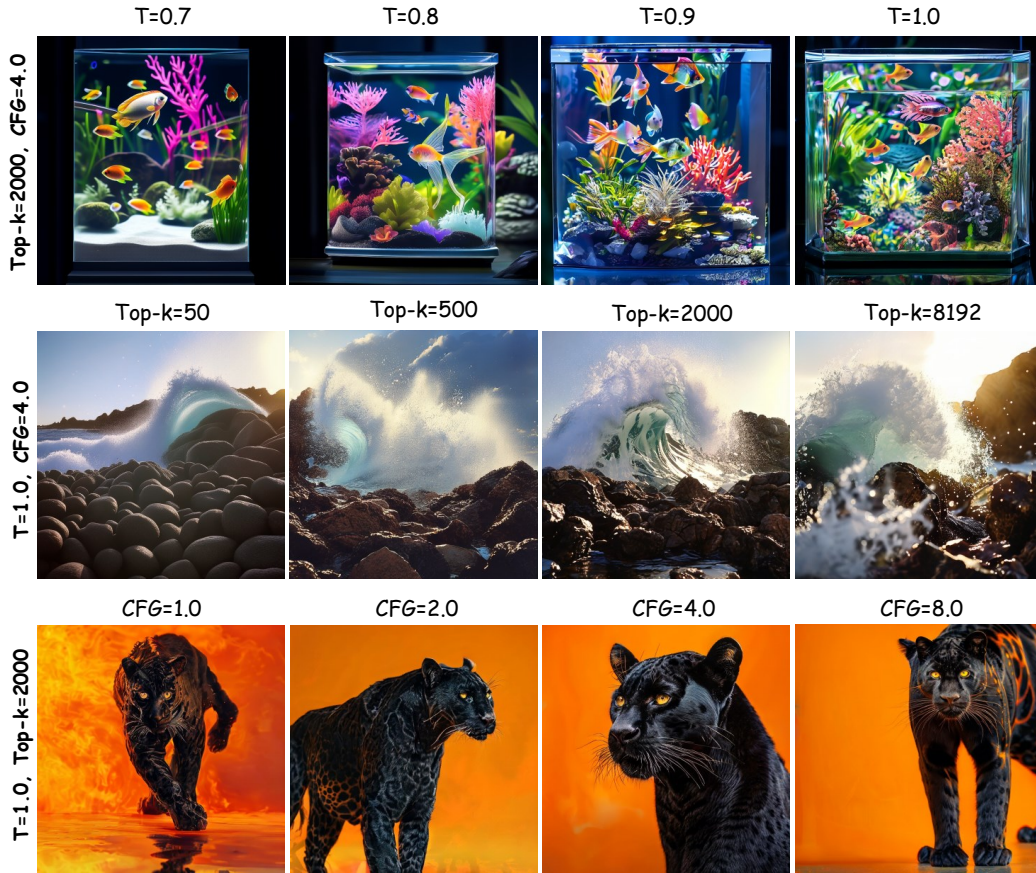 T=0.7
T=0.8
T=0.9
T=1.0
Top-k=2000, CFG=4.0
Top-k=50
Top-k=500
Top-k=2000
Top-k=8192
T=1.0, CFG=4.0
CFG=1.0
CFG=2.0
CFG=4.0
CFG=8.0
T=1.0, Top-k=2000